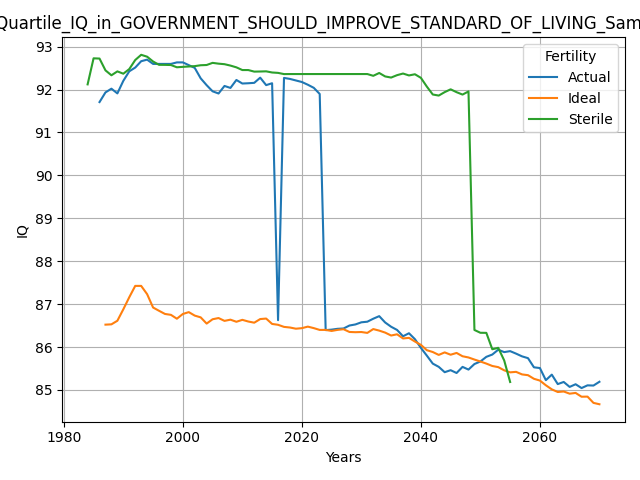 Quartile_IQ_in_GOVERNMENT_SHOULD_IMPROVE_STANDARD_OF_LIVING_Sam
93
92
91
90
89
88
87
86
85
IQ
Fertility
Actual
Ideal
Sterile
1980
2000
2020
2040
2060
Years